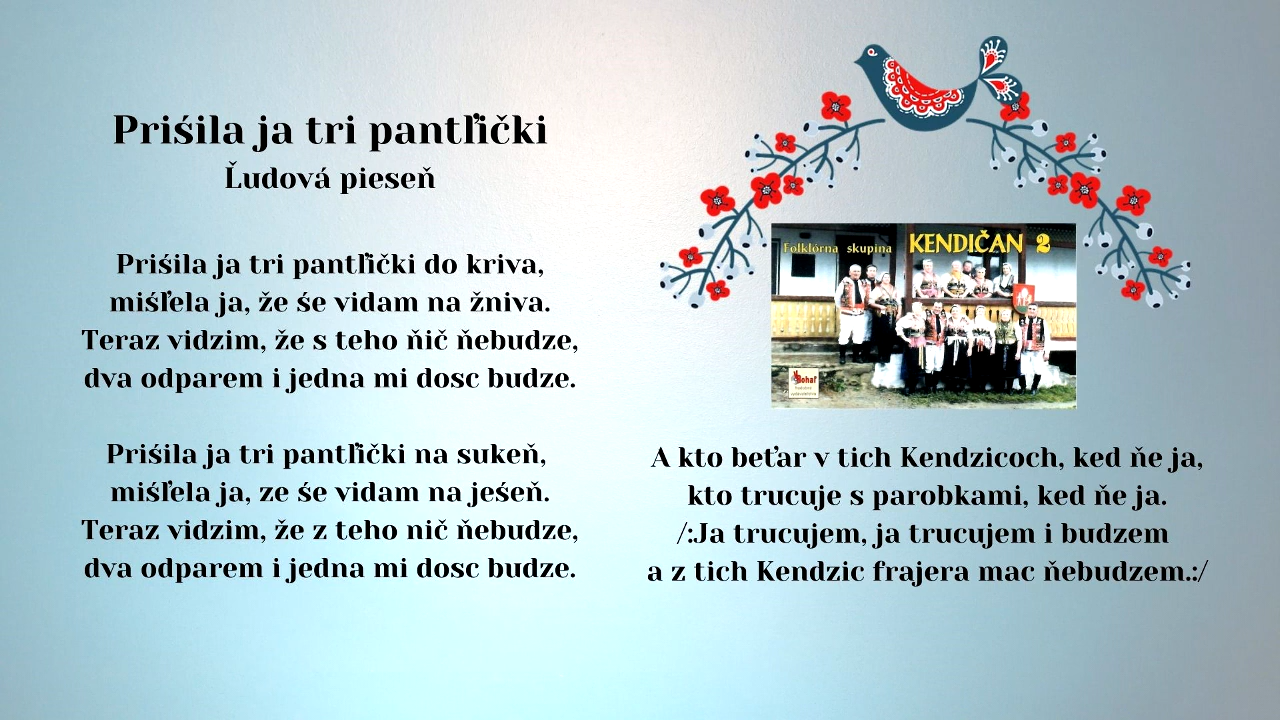 Priśila ja tri pantľički
Ľudová pieseň
Priśila ja tri pantľički do kriva,
miśľela ja, že śe vidam na žniva.
Teraz vidzim, že s teho ňič ňebudze,
dva odparem i jedna mi dosc budze.
Priśila ja tri pantľički na sukeň,
miśľela ja, ze śe vidam na jeśeň.
Teraz vidzim, že z teho nič ňebudze,
dva odparem i jedna mi dosc budze.
Folklórna skupina KENDIČAN 2
A kto beťar v tich Kendzicoch, ked ňe ja,
kto trucuje s parobkami, ked ňe ja.
/:Ja trucujem, ja trucujem i budzem
a z tich Kendzic frajera mac ňebudzem.:/